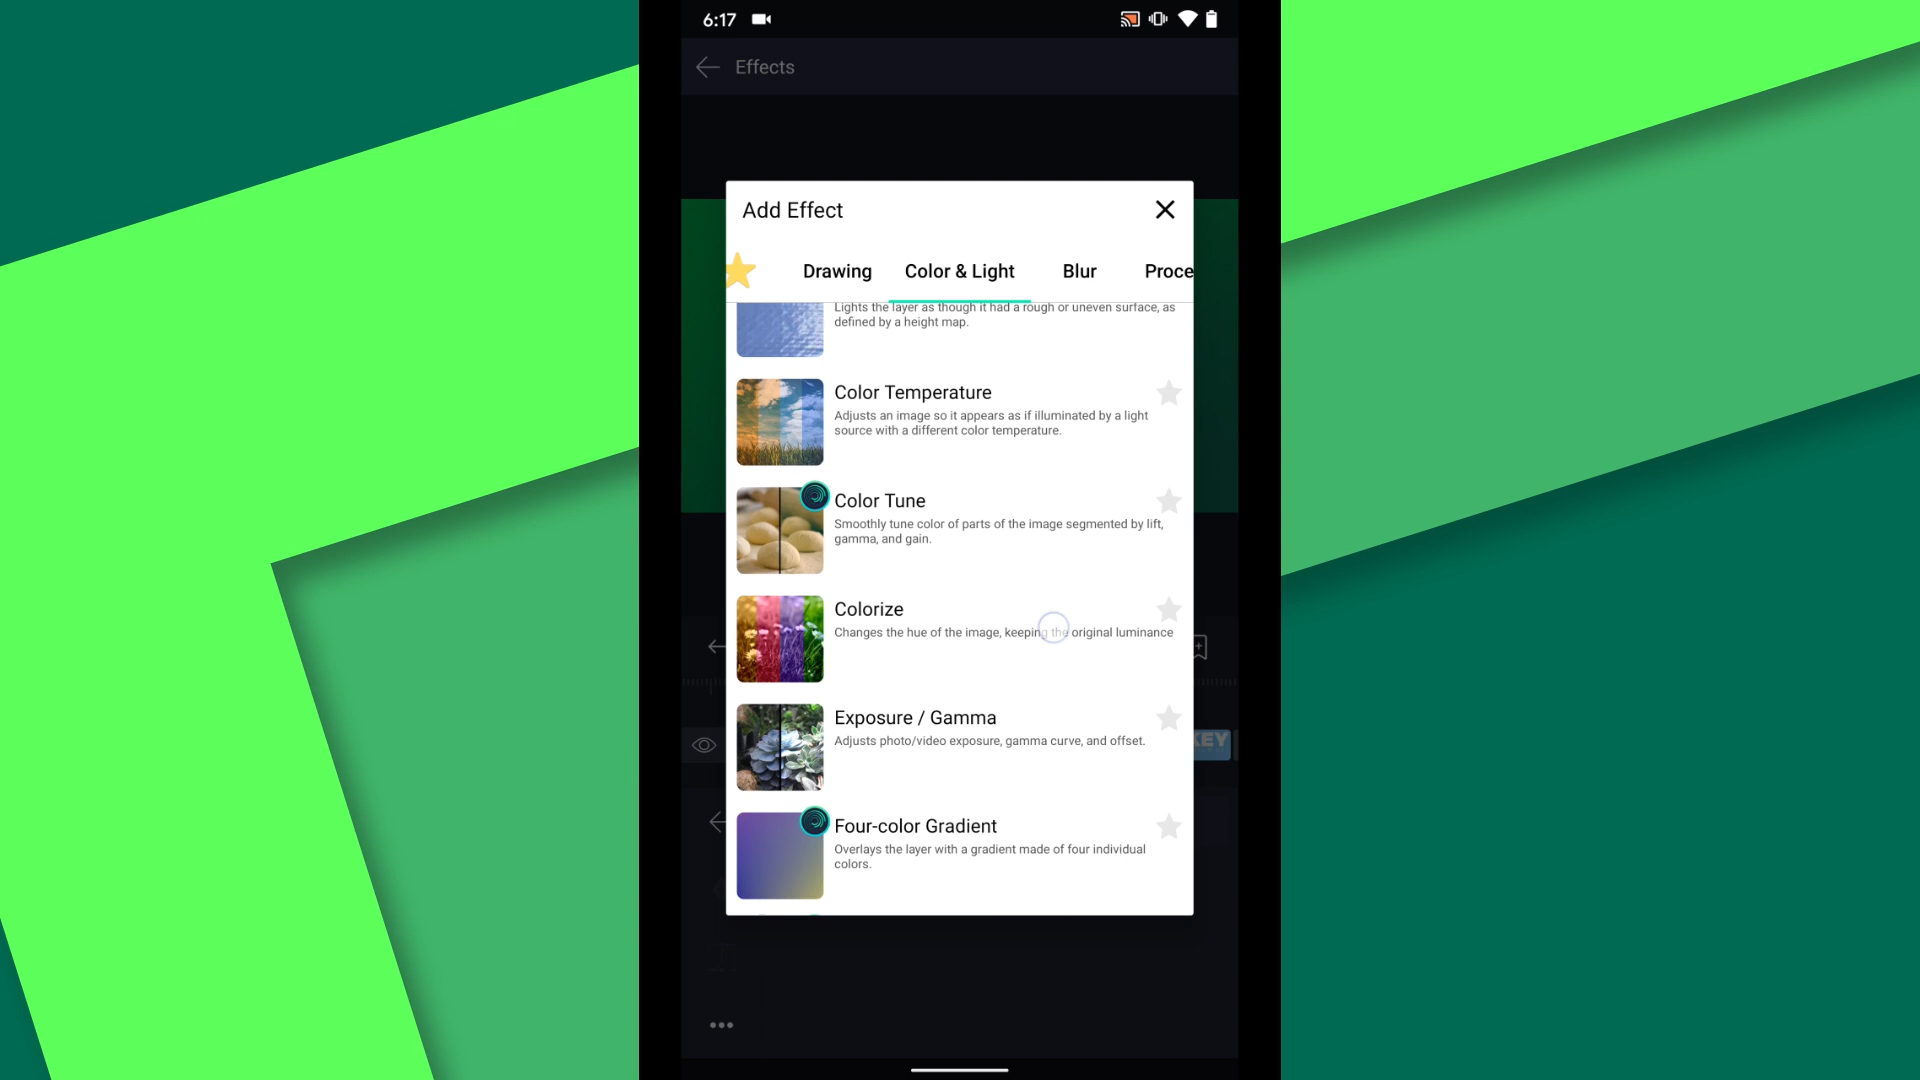 6:17
Effects
Add Effect
Drawing Color & Light Blur Proce
Lights the layer as though it had a rough or uneven surface, as
defined by a height map.
Color Temperature
Adjusts an image so it appears as if illuminated by a light
source with a different color temperature.
Color Tune
Smoothly tune color of parts of the image segmented by lift,
gamma, and gain.
Colorize
Changes the hue of the image, keeping the original luminance
Exposure / Gamma
Adjusts photo/video exposure, gamma curve, and offset.
KEY
Four-color Gradient
Overlays the layer with a gradient made of four individual
colors.